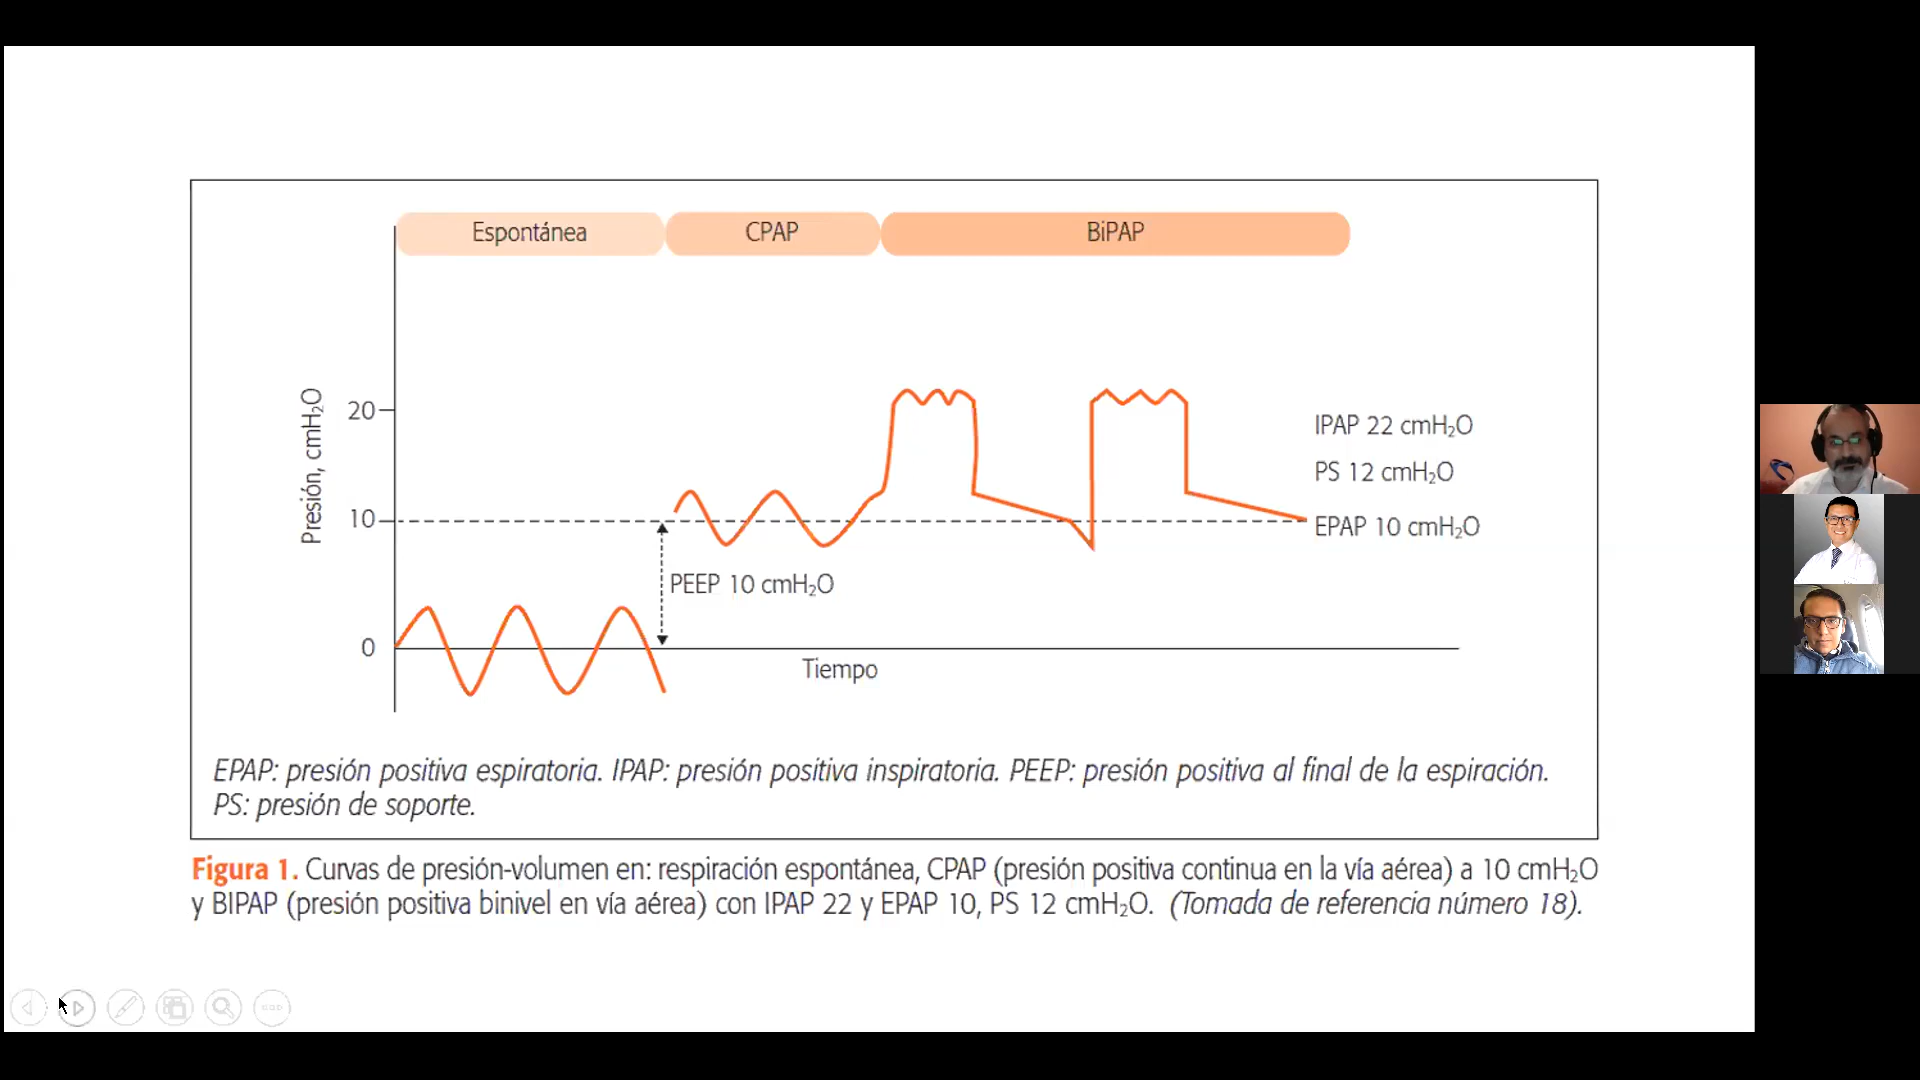 Espontánea
CPAP
BiPAP
Presión, cmH₂O
20
10
0
IPAP 22 cmH₂O
PS 12 cmH₂O
EPAP 10 cmH₂O
PEEP 10 cmH₂O
Tiempo
EPAP: presión positiva espiratoria. IPAP: presión positiva inspiratoria. PEEP: presión positiva al final de la espiración.
PS: presión de soporte.
Figura 1. Curvas de presión-volumen en: respiración espontánea, CPAP (presión positiva continua en la vía aérea) a 10 cmH₂O
y BIPAP (presión positiva binivel en vía aérea) con IPAP 22 y EPAP 10, PS 12 cmH₂O. (Tomada de referencia número 18).